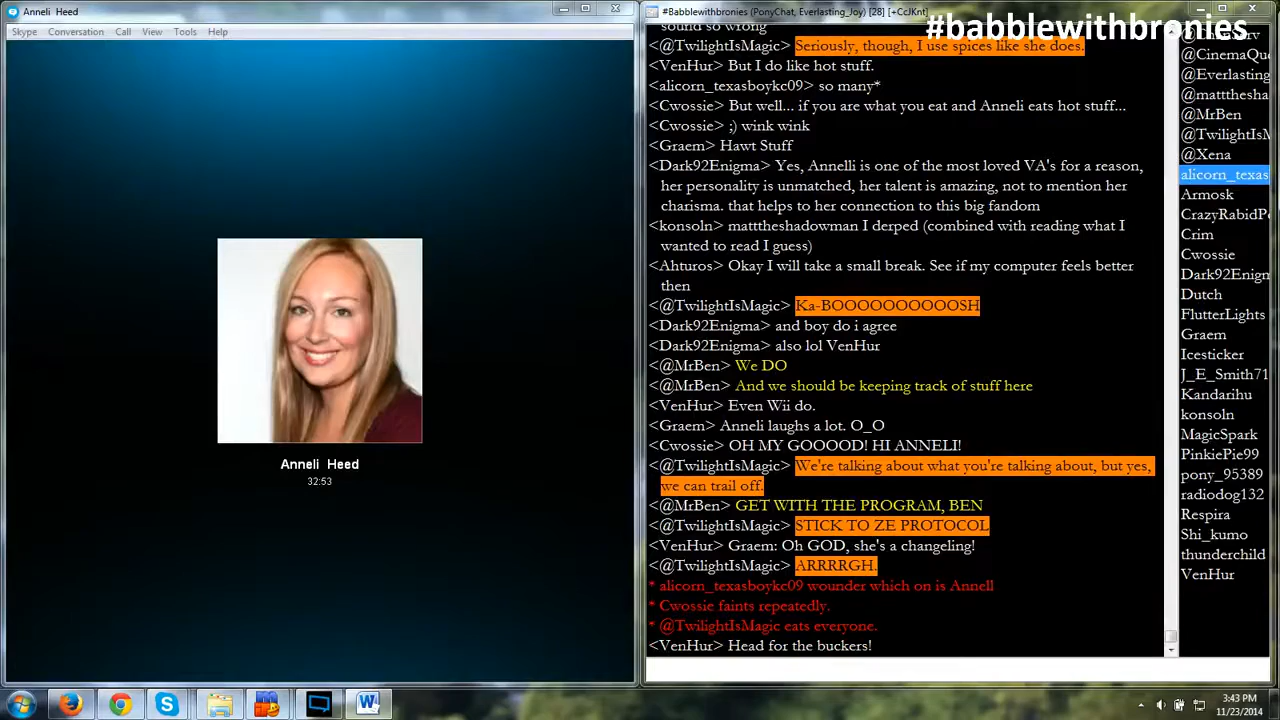 Anneli Heed
Skype Conversation Call View Tools Help
Anneli Heed
32:53
#Babblewithbronies (PonyChat, Everlasting_Joy) [28] [+CcJKnt]
#babblewithbronies
sound so wrong
<@TwilightIsMagic> Seriously, though, I use spices like she does.
<VenHur> But I do like hot stuff.
<alicorn_texasboykc09> so many*
<Cwossie> But well... if you are what you eat and Anneli eats hot stuff...
<Cwossie> ;) wink wink
<Graem> Hawt Stuff
<Dark92Enigma> Yes, Annelli is one of the most loved VA's for a reason,
her personality is unmatched, her talent is amazing, not to mention her
charisma. that helps to her connection to this big fandom
<konsoln> matttheshadowman I derped (combined with reading what I
wanted to read I guess)
<Ahturos> Okay I will take a small break. See if my computer feels better
then
<@TwilightIsMagic> Ka-BOOOOOOOOOOSH
<Dark92Enigma> and boy do i agree
<Dark92Enigma> also lol VenHur
<@MrBen> We DO
<@MrBen> And we should be keeping track of stuff here
<VenHur> Even Wii do.
<Graem> Anneli laughs a lot. O_O
<Cwossie> OH MY GOOOOD! HI ANNELI!
<@TwilightIsMagic> We're talking about what you're talking about, but yes,
we can trail off.
<@MrBen> GET WITH THE PROGRAM, BEN
<@TwilightIsMagic> STICK TO ZE PROTOCOL
<VenHur> Graem: Oh GOD, she's a changeling!
<@TwilightIsMagic> ARRRRGH.
* alicorn_texasboykc09 wounder which on is Annell
* Cwossie faints repeatedly.
* @TwilightIsMagic eats everyone.
<VenHur> Head for the buckers!
@CinemaQu
@Everlasting
@mattthesha
@MrBen
@TwilightIsM
@Xena
alicorn_texas
Armosk
CrazyRabidPo
Crim
Cwossie
Dark92Enigm
Dutch
FlutterLights
Graem
Icesticker
J_E_Smith71
Kandarihu
konsoln
MagicSpark
PinkiePie99
pony_95389
radiodog132
Respira
Shi_kumo
thunderchild
VenHur
3:43 PM
11/23/2014